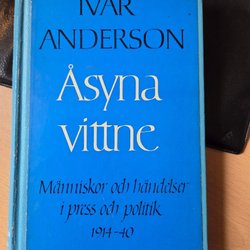 IVAR
ANDERSON
Åsyna
vittne
Människor och händelser
i press och politik
1914-40